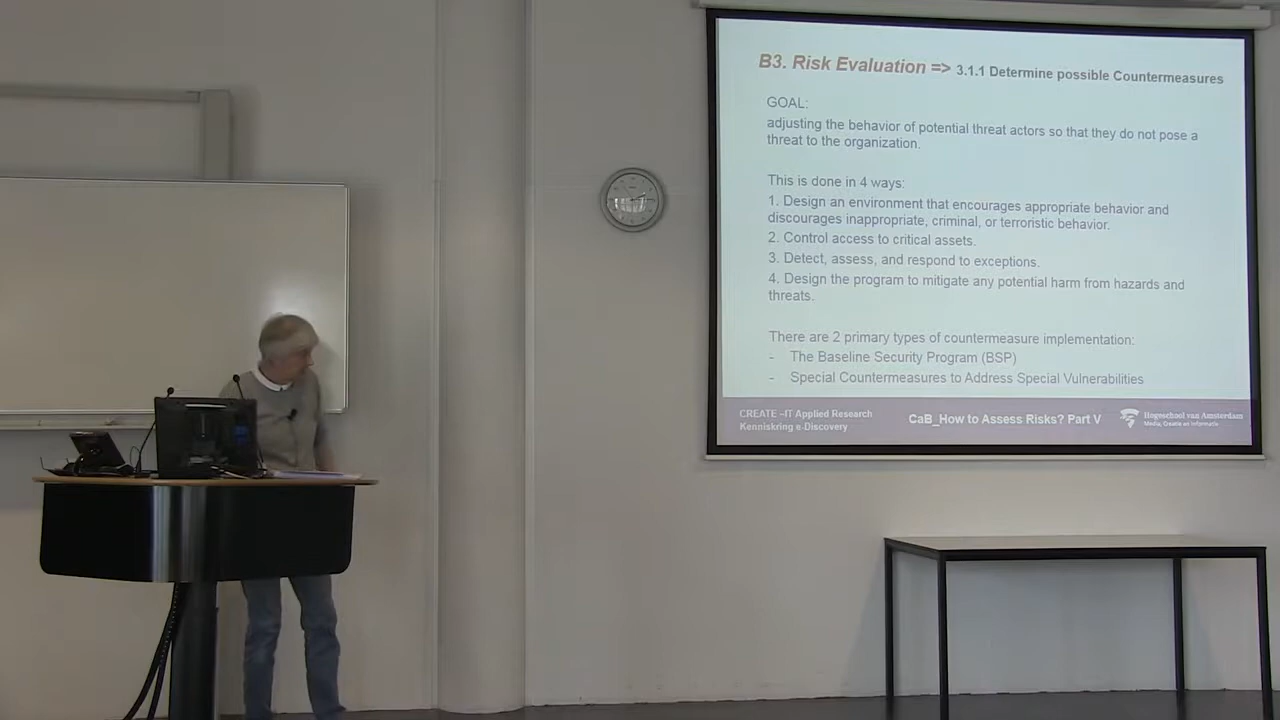 B3. Risk Evaluation => 3.1.1 Determine possible Countermeasures
GOAL:
adjusting the behavior of potential threat actors so that they do not pose a
threat to the organization.
This is done in 4 ways:
1. Design an environment that encourages appropriate behavior and
discourages inappropriate, criminal, or terroristic behavior.
2. Control access to critical assets.
3. Detect, assess, and respond to exceptions.
4. Design the program to mitigate any potential harm from hazards and
threats.
There are 2 primary types of countermeasure implementation:
- The Baseline Security Program (BSP)
- Special Countermeasures to Address Special Vulnerabilities
CREATE –IT Applied Research
Kenniskring e-Discovery
CaB_How to Assess Risks? Part V
Hogeschool van Amsterdam
Media, Creatie en Informatie